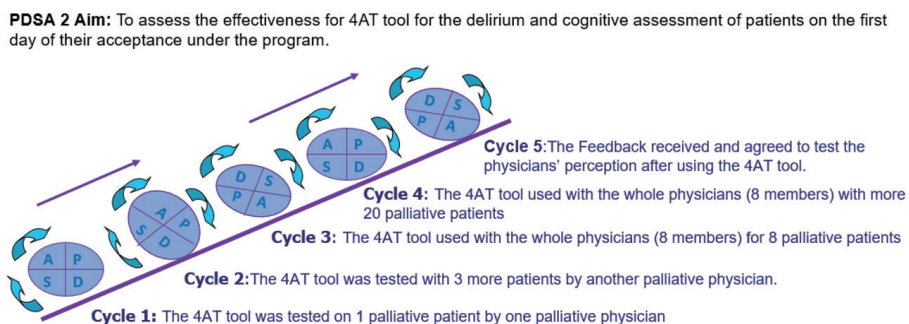 PDSA 2 Aim: To assess the effectiveness for 4AT tool for the delirium and cognitive assessment of patients on the first
day of their acceptance under the program.
D S
P A
A P
S D
Cycle 5:The Feedback received and agreed to test the
physicians’ perception after using the 4AT tool.
D S
P A
Cycle 4: The 4AT tool used with the whole physicians (8 members) with more
20 palliative patients
A P
S D
Cycle 3: The 4AT tool used with the whole physicians (8 members) for 8 palliative patients
A P
S D
Cycle 2:The 4AT tool was tested with 3 more patients by another palliative physician.
Cycle 1: The 4AT tool was tested on 1 palliative patient by one palliative physician